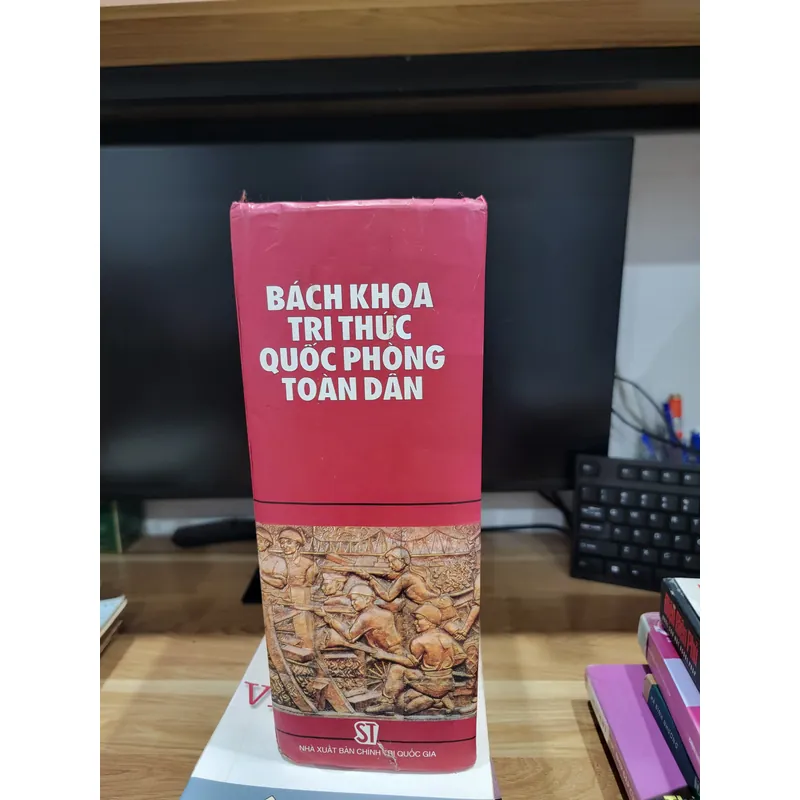 BÁCH KHOA
TRI THỨC
QUỐC PHÒNG
TOÀN DÂN
ST
NHÀ XUẤT BẢN CHÍNH TRỊ QUỐC GIA